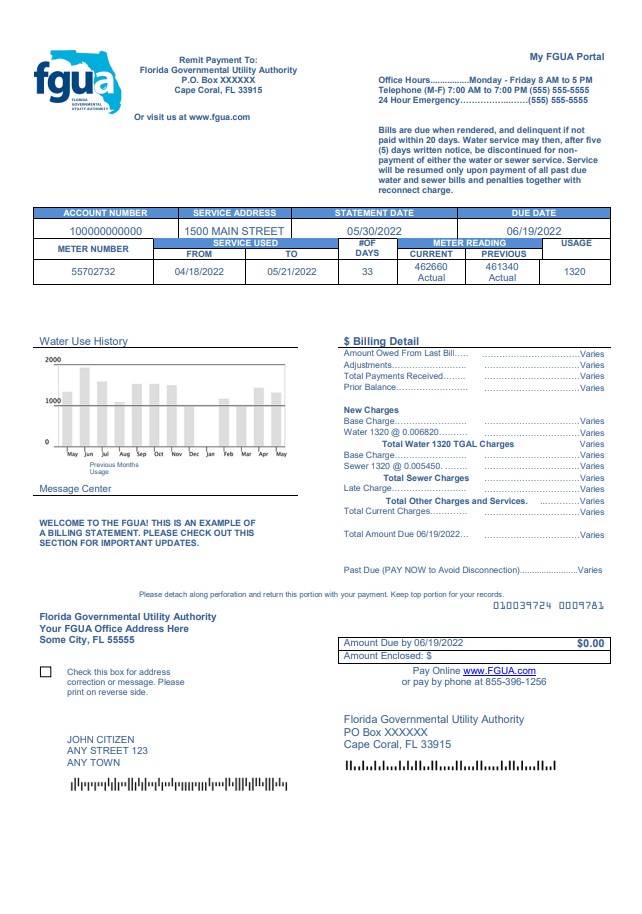 fgua
FLORIDA
GOVERNMENTAL
UTILITY AUTHORITY
Remit Payment To:
Florida Governmental Utility Authority
P.O. Box XXXXXX
Cape Coral, FL 33915
Or visit us at www.fgua.com
My FGUA Portal
Office Hours................Monday - Friday 8 AM to 5 PM
Telephone (M-F) 7:00 AM to 7:00 PM (555) 555-5555
24 Hour Emergency……………..……(555) 555-5555
Bills are due when rendered, and delinquent if not
paid within 20 days. Water service may then, after five
(5) days written notice, be discontinued for non-
payment of either the water or sewer service. Service
will be resumed only upon payment of all past due
water and sewer bills and penalties together with
reconnect charge.
ACCOUNT NUMBER SERVICE ADDRESS STATEMENT DATE DUE DATE
100000000000 1500 MAIN STREET 05/30/2022 06/19/2022
METER NUMBER SERVICE USED #OF DAYS METER READING USAGE
FROM TO CURRENT PREVIOUS
55702732 04/18/2022 05/21/2022 33 462660 Actual 461340 Actual 1320
Water Use History
2000
1000
0
May Jun Jul Aug Sep Oct Nov Dec Jan Feb Mar Apr May
Previous Months
Usage
Message Center
WELCOME TO THE FGUA! THIS IS AN EXAMPLE OF
A BILLING STATEMENT. PLEASE CHECK OUT THIS
SECTION FOR IMPORTANT UPDATES.
$ Billing Detail
Amount Owed From Last Bill..... ……………………………Varies
Adjustments…………………….. ……………………………Varies
Total Payments Received…….. ……………………………Varies
Prior Balance…………………… ……………………………Varies
New Charges
Base Charge……………………. ……………………………Varies
Water 1320 @ 0.006820………. ……………………………Varies
Total Water 1320 TGAL Charges Varies
Base Charge……………………. ……………………………Varies
Sewer 1320 @ 0.005450. …….. ……………………………Varies
Total Sewer Charges ……………………………Varies
Late Charge…………………….. ……………………………Varies
Total Other Charges and Services. ………….Varies
Total Current Charges…………. ……………………………Varies
Total Amount Due 06/19/2022… ……………………………Varies
Past Due (PAY NOW to Avoid Disconnection)......................Varies
Please detach along perforation and return this portion with your payment. Keep top portion for your records.
010039724 0009781
Florida Governmental Utility Authority
Your FGUA Office Address Here
Some City, FL 55555
Amount Due by 06/19/2022 $0.00
Amount Enclosed: $
Pay Online www.FGUA.com
or pay by phone at 855-396-1256
Check this box for address
correction or message. Please
print on reverse side.
Florida Governmental Utility Authority
PO Box XXXXXX
Cape Coral, FL 33915
JOHN CITIZEN
ANY STREET 123
ANY TOWN